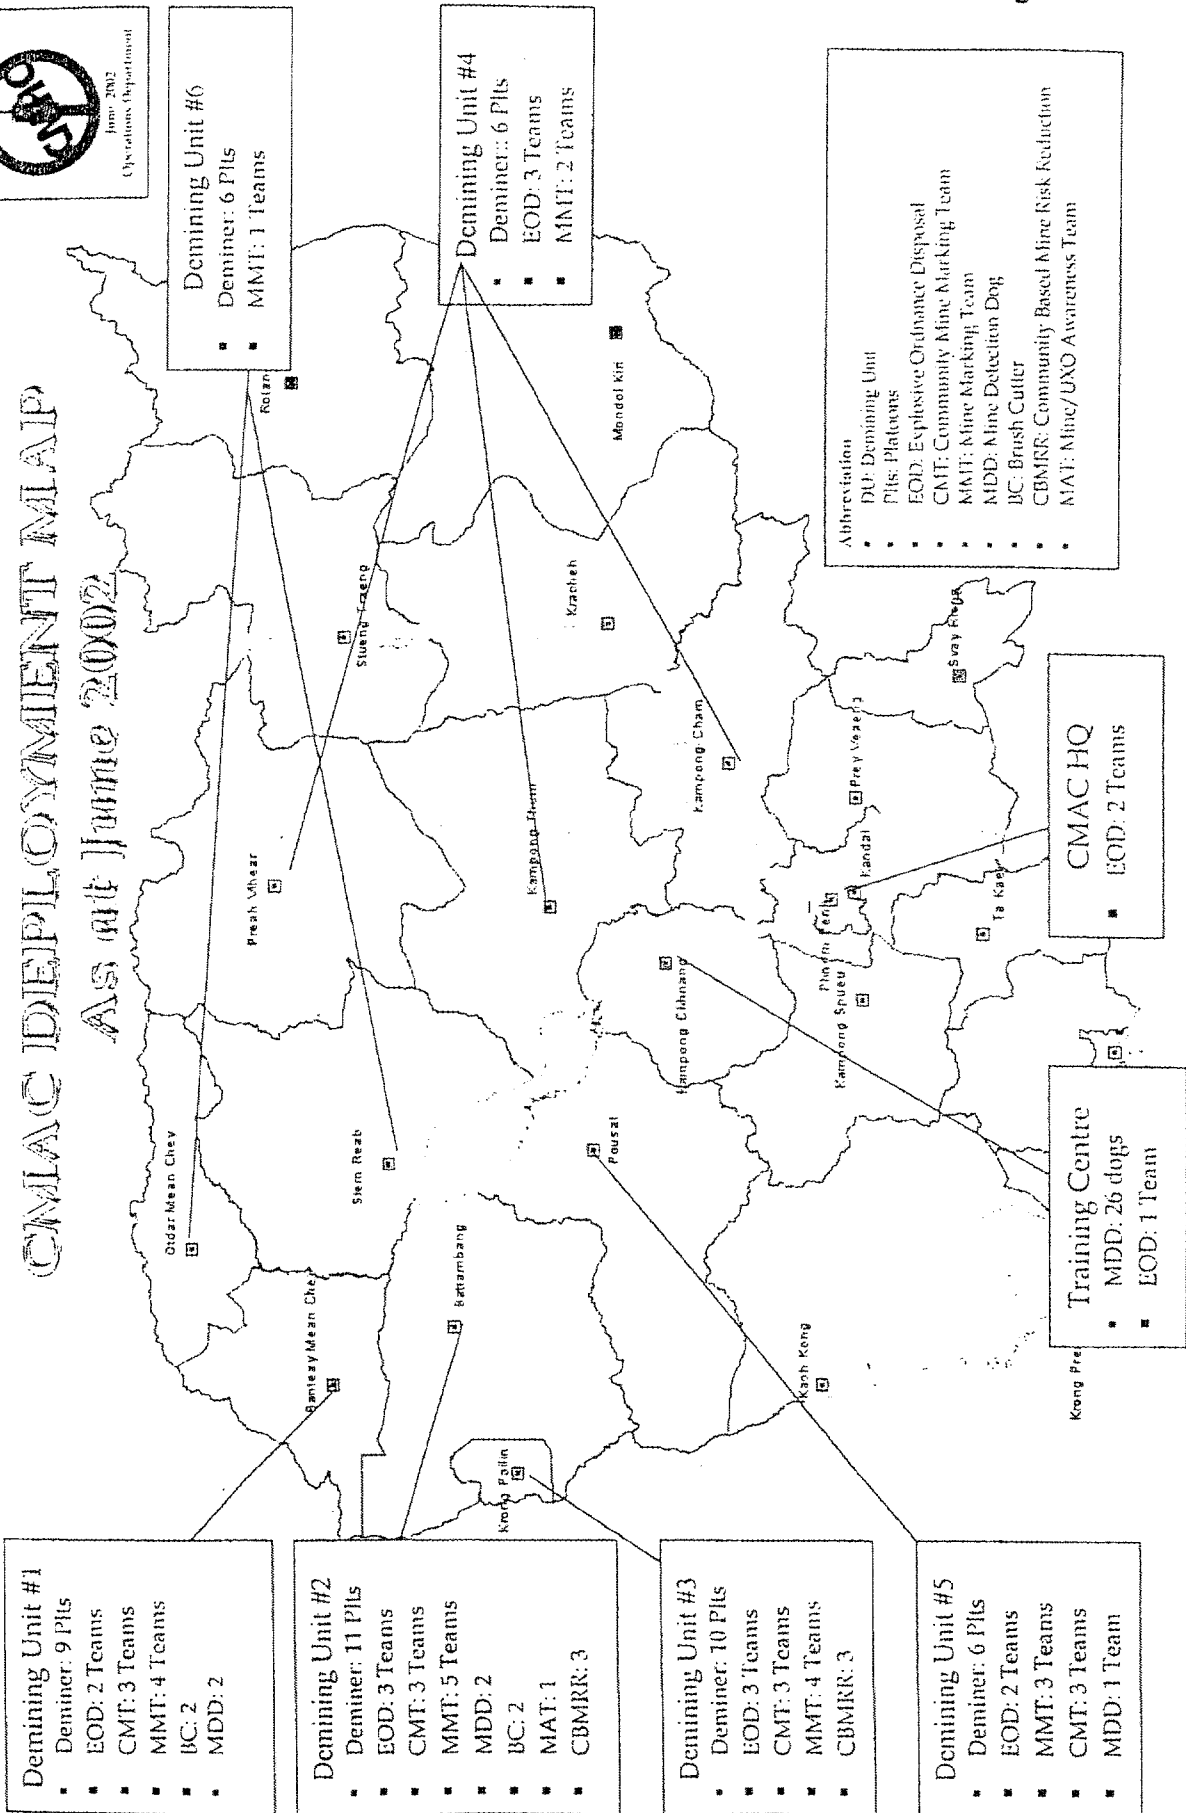 CMAC DEPLOYMENT MAP
As at June 2002
June 2002
Operations Department
Demining Unit #1
Deminer: 9 Plts
EOD: 2 Teams
CMT: 3 Teams
MMT: 4 Teams
BC: 2
MDD: 2
Demining Unit #2
Deminer: 11 Plts
EOD: 3 Teams
CMT: 3 Teams
MMT: 5 Teams
MDD: 2
BC: 2
MAT: 1
CBMRR: 3
Demining Unit #3
Deminer: 10 Plts
EOD: 3 Teams
CMT: 3 Teams
MMT: 4 Teams
CBMRR: 3
Demining Unit #5
Deminer: 6 Plts
EOD: 2 Teams
MMT: 3 Teams
CMT: 3 Teams
MDD: 1 Team
Demining Unit #6
Deminer: 6 Plts
MMT: 1 Teams
Demining Unit #4
Deminer:: 6 Plts
EOD: 3 Teams
MMT: 2 Teams
Otdar Mean Chey
Banteay Mean Che
Siem Reab
Preah Vihear
Battambang
Krong Pailin
Stueng Traeng
Rotan
Mondol Kiri
Kracheh
Kampong Thom
Kampong Cham
Pousat
Kampong Chhnang
Kampong Spueu
Phnom Penh
Kandal
Prey Veaeng
Svay Rieng
Ta Kaev
Kaoh Kong
Krong Pre
Training Centre
MDD: 26 dogs
EOD: 1 Team
CMAC HQ
EOD: 2 Teams
Abbreviation
DU: Demining Unit
Plts: Platoons
EOD: Explosive Ordnance Disposal
CMT: Community Mine Marking Team
MMT: Mine Marking Team
MDD: Mine Detection Dog
BC: Brush Cutter
CBMRR: Community Based Mine Risk Reduction
MAT: Mine/UXO Awareness Team